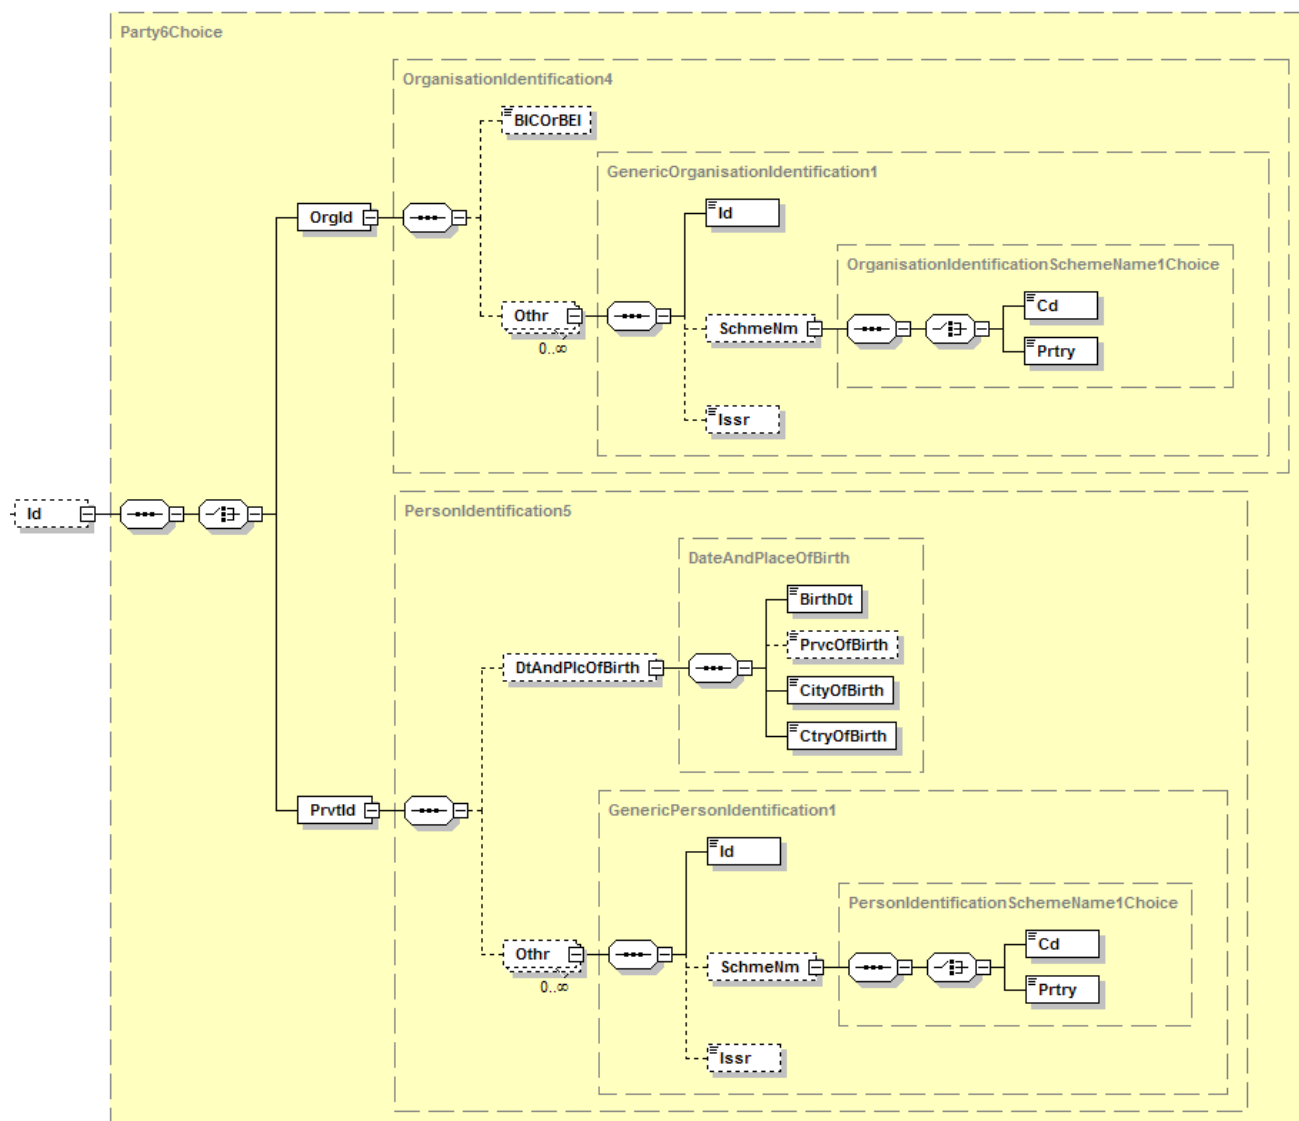 Party6Choice
OrganisationIdentification4
BICOrBEI
GenericOrganisationIdentification1
Id
OrgId
OrganisationIdentificationSchemeName1Choice
Cd
Othr
SchmeNm
0..∞
Prtry
Issr
Id
PersonIdentification5
DateAndPlaceOfBirth
BirthDt
PrvcOfBirth
DtAndPlcOfBirth
CityOfBirth
CtryOfBirth
PrvtId
GenericPersonIdentification1
Id
PersonIdentificationSchemeName1Choice
Cd
Othr
SchmeNm
0..∞
Prtry
Issr